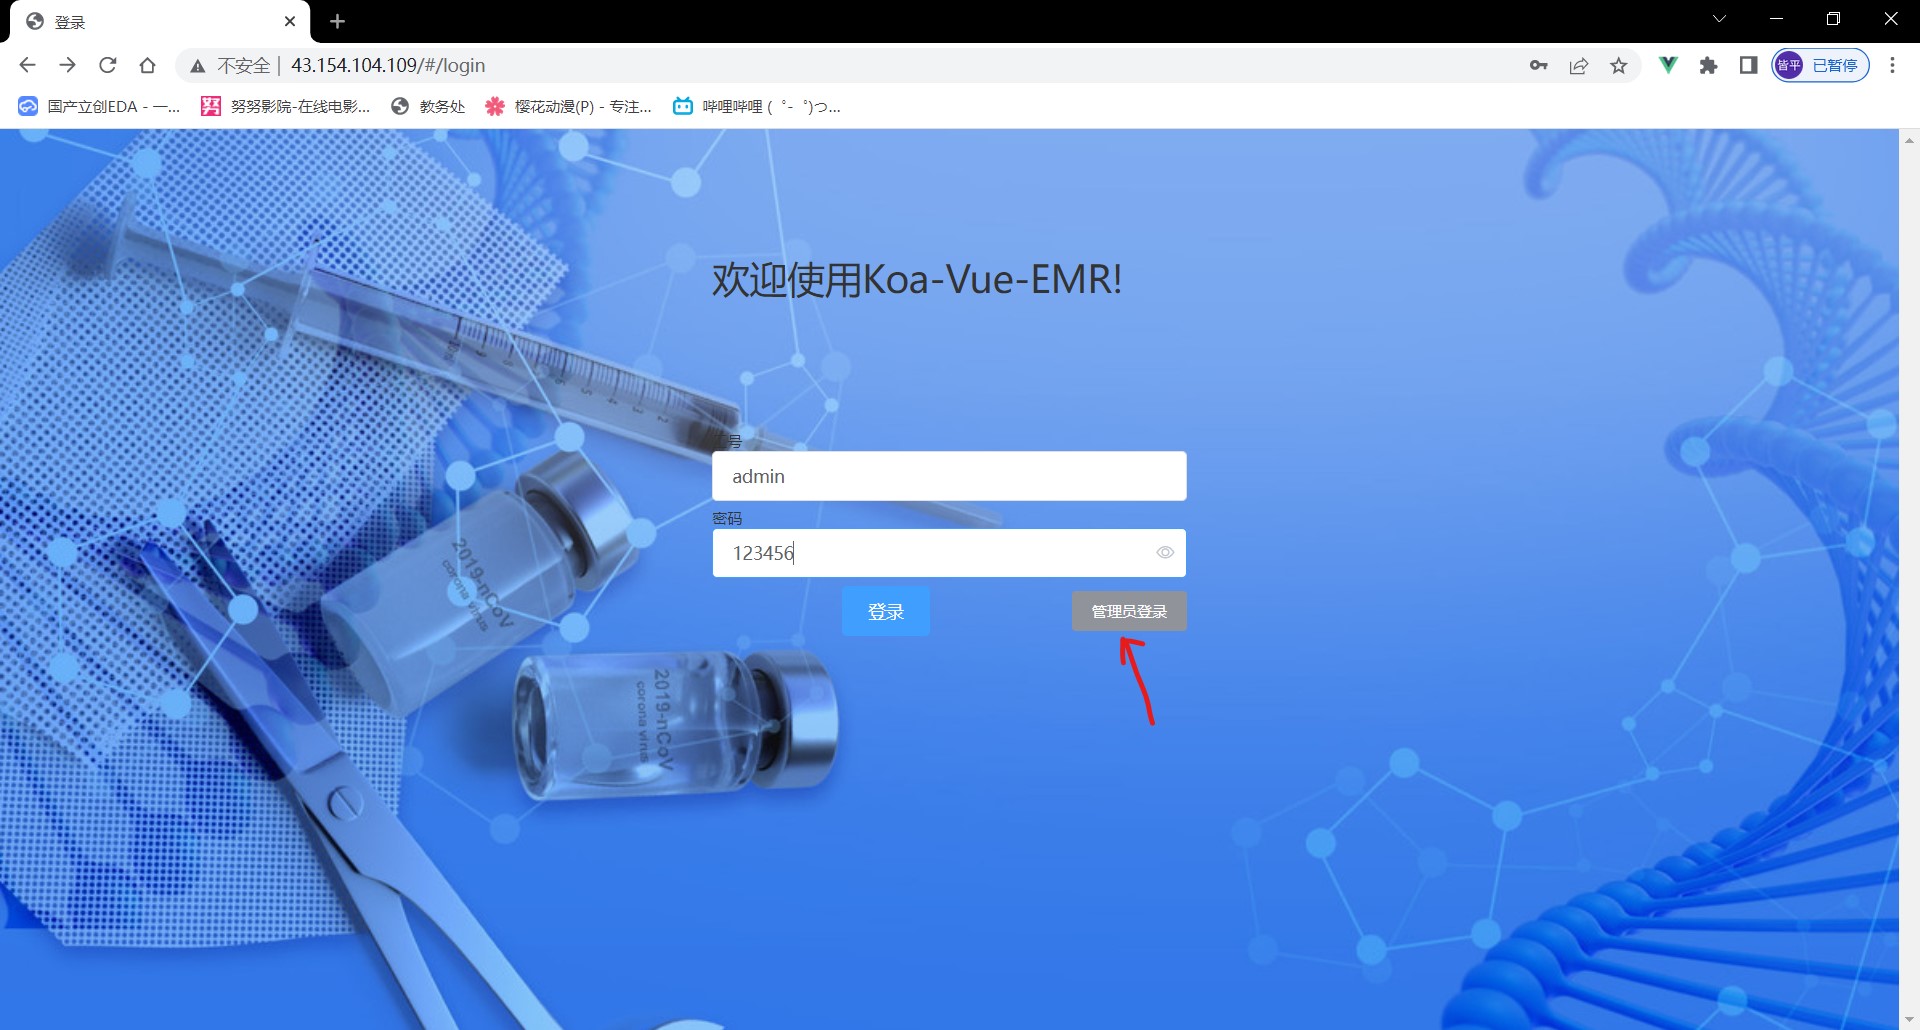 登录
不安全 | 43.154.104.109/#/login
皆平 已暂停
国产立创EDA - 一...
努努影院-在线电影...
教务处
樱花动漫(P) - 专注...
哔哩哔哩 ( ゜- ゜)つ...
欢迎使用Koa-Vue-EMR!
号
admin
密码
123456
登录
管理员登录
2019-nCoV
corona virus
2019-nCoV
corona virus